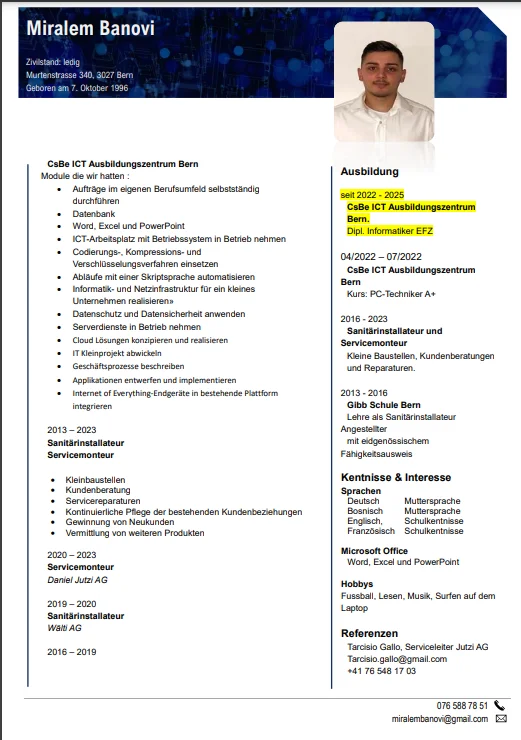 Miralem Banovi
Zivilstand: ledig
Murtenstrasse 340, 3027 Bern
Geboren am 7. Oktober 1996
CsBe ICT Ausbildungszentrum Bern
Module die wir hatten :
• Aufträge im eigenen Berufsumfeld selbstständig
durchführen
• Datenbank
• Word, Excel und PowerPoint
• ICT-Arbeitsplatz mit Betriebssystem in Betrieb nehmen
• Codierungs-, Kompressions- und
Verschlüsselungsverfahren einsetzen
• Abläufe mit einer Skriptsprache automatisieren
• Informatik- und Netzinfrastruktur für ein kleines
Unternehmen realisieren»
• Datenschutz und Datensicherheit anwenden
• Serverdienste in Betrieb nehmen
• Cloud Lösungen konzipieren und realisieren
• IT Kleinprojekt abwickeln
• Geschäftsprozesse beschreiben
• Applikationen entwerfen und implementieren
• Internet of Everything-Endgeräte in bestehende Plattform
integrieren
2013 – 2023
Sanitärinstallateur
Servicemonteur
• Kleinbaustellen
• Kundenberatung
• Servicereparaturen
• Kontinuierliche Pflege der bestehenden Kundenbeziehungen
• Gewinnung von Neukunden
• Vermittlung von weiteren Produkten
2020 – 2023
Servicemonteur
Daniel Jutzi AG
2019 – 2020
Sanitärinstallateur
Wälti AG
2016 – 2019
Ausbildung
seit 2022 - 2025
CsBe ICT Ausbildungszentrum
Bern.
Dipl. Informatiker EFZ
04/2022 – 07/2022
CsBe ICT Ausbildungszentrum
Bern
Kurs: PC-Techniker A+
2016 - 2023
Sanitärinstallateur und
Servicemonteur
Kleine Baustellen, Kundenberatungen
und Reparaturen.
2013 - 2016
Gibb Schule Bern
Lehre als Sanitärinstallateur
Angestellter
mit eidgenössischem
Fähigkeitsausweis
Kentnisse & Interesse
Sprachen
Deutsch Muttersprache
Bosnisch Muttersprache
Englisch, Schulkentnisse
Französisch Schulkentnisse
Microsoft Office
Word, Excel und PowerPoint
Hobbys
Fussball, Lesen, Musik, Surfen auf dem
Laptop
Referenzen
Tarcisio Gallo, Serviceleiter Jutzi AG
Tarcisio.gallo@gmail.com
+41 76 548 17 03
076 588 78 51
miralembanovi@gmail.com